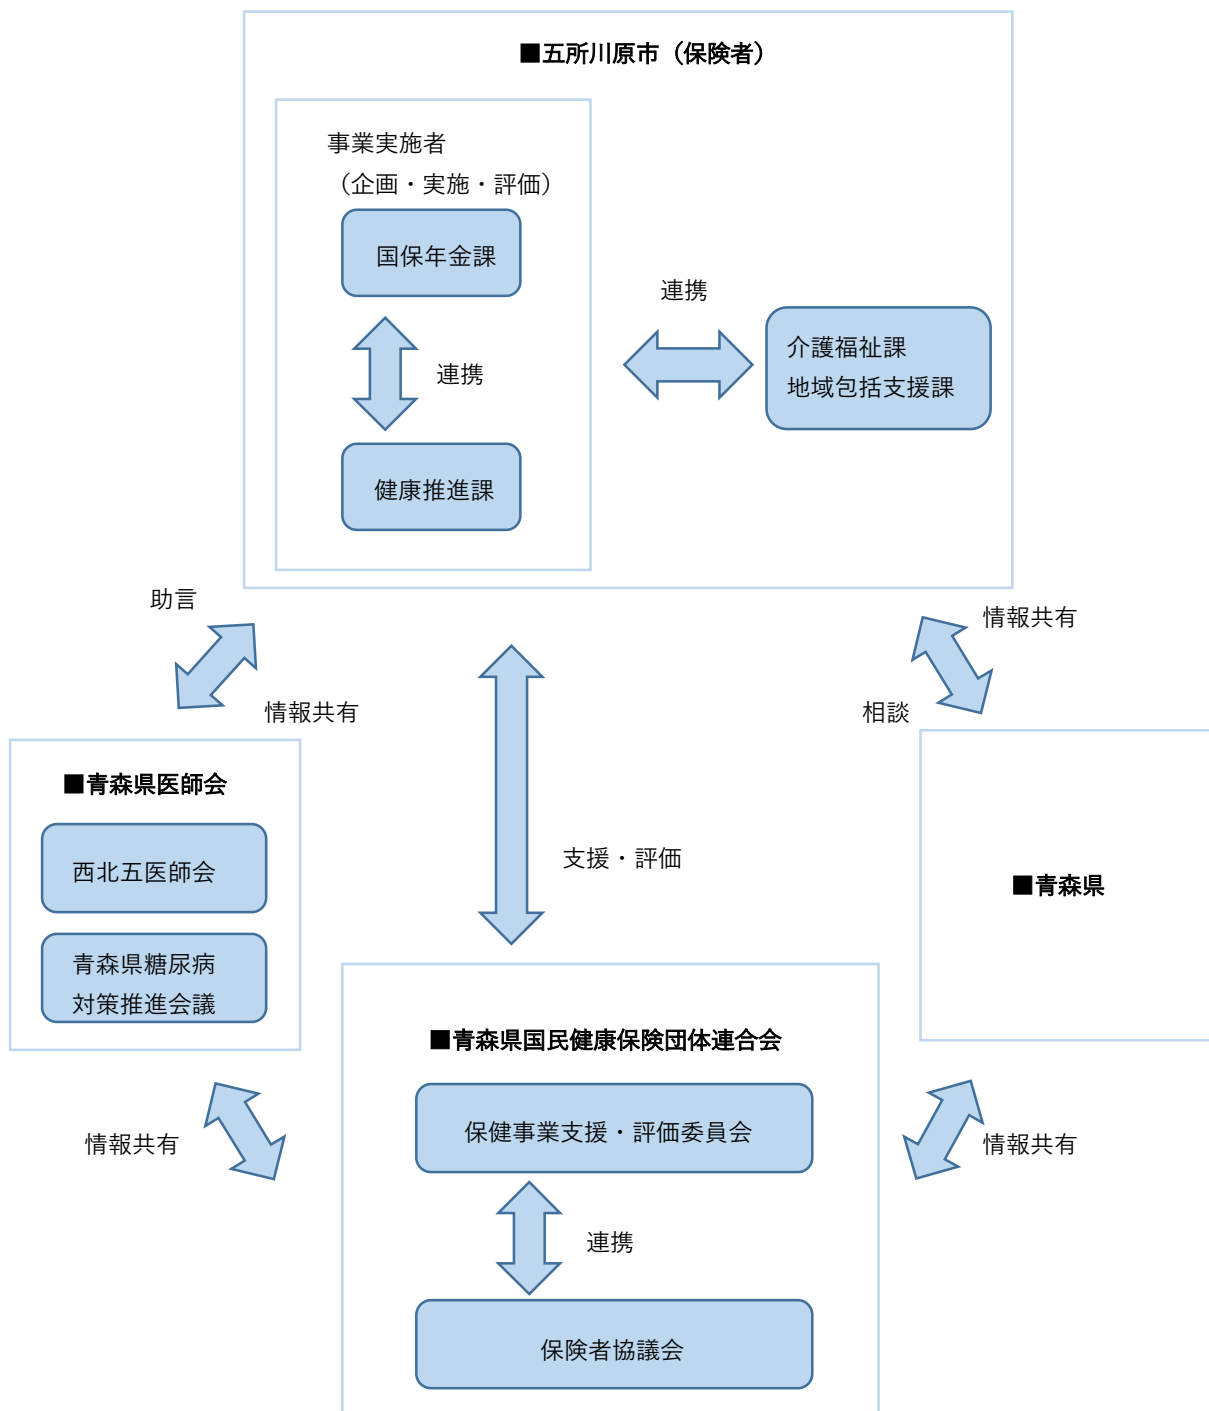 ■五所川原市（保険者）
事業実施者
（企画・実施・評価）
国保年金課
連携
健康推進課
連携
介護福祉課
地域包括支援課
助言
情報共有
情報共有
相談
■青森県医師会
西北五医師会
青森県糖尿病
対策推進会議
支援・評価
■青森県
■青森県国民健康保険団体連合会
保健事業支援・評価委員会
連携
保険者協議会
情報共有
情報共有